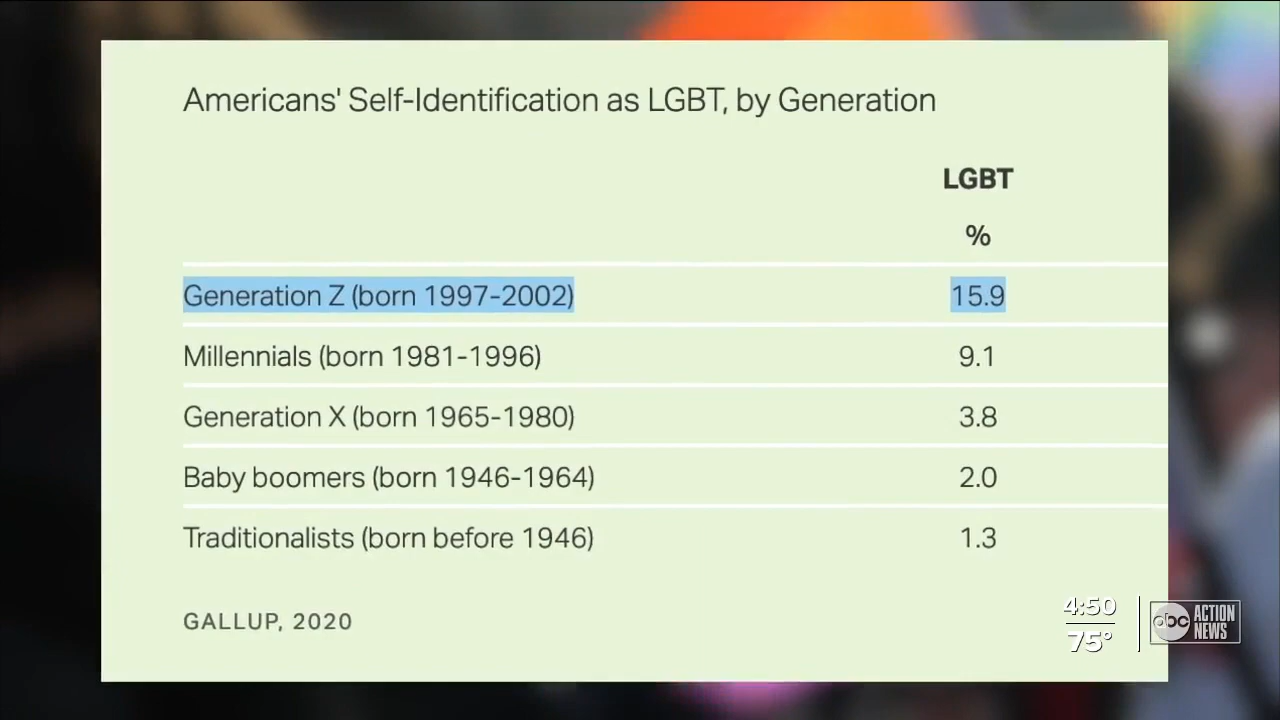 Americans' Self-Identification as LGBT, by Generation
LGBT
%
Generation Z (born 1997-2002) 15.9
Millennials (born 1981-1996) 9.1
Generation X (born 1965-1980) 3.8
Baby boomers (born 1946-1964) 2.0
Traditionalists (born before 1946) 1.3
GALLUP, 2020
4:50
75°
abc ACTION
NEWS